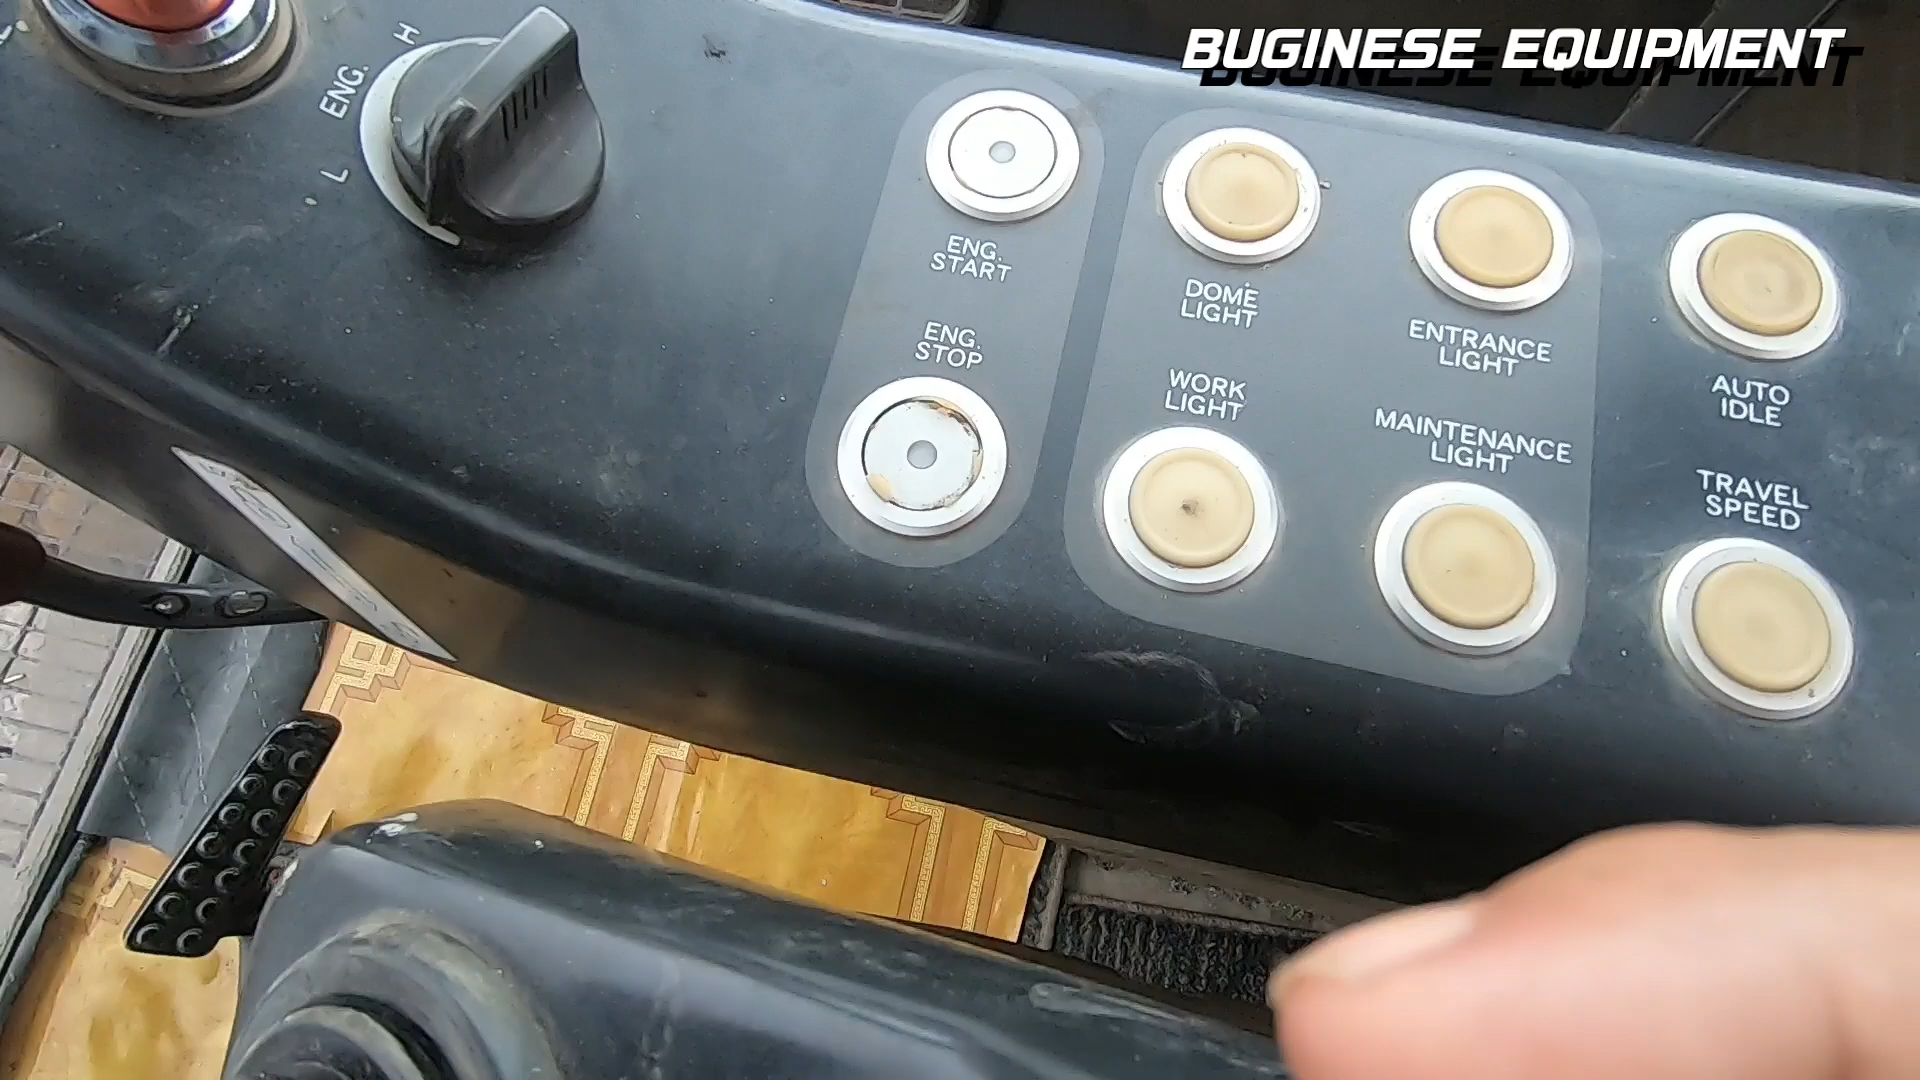 BUGINESE EQUIPMENT
H
ENG.
L
ENG.
START
ENG.
STOP
DOME
LIGHT
WORK
LIGHT
ENTRANCE
LIGHT
MAINTENANCE
LIGHT
AUTO
IDLE
TRAVEL
SPEED